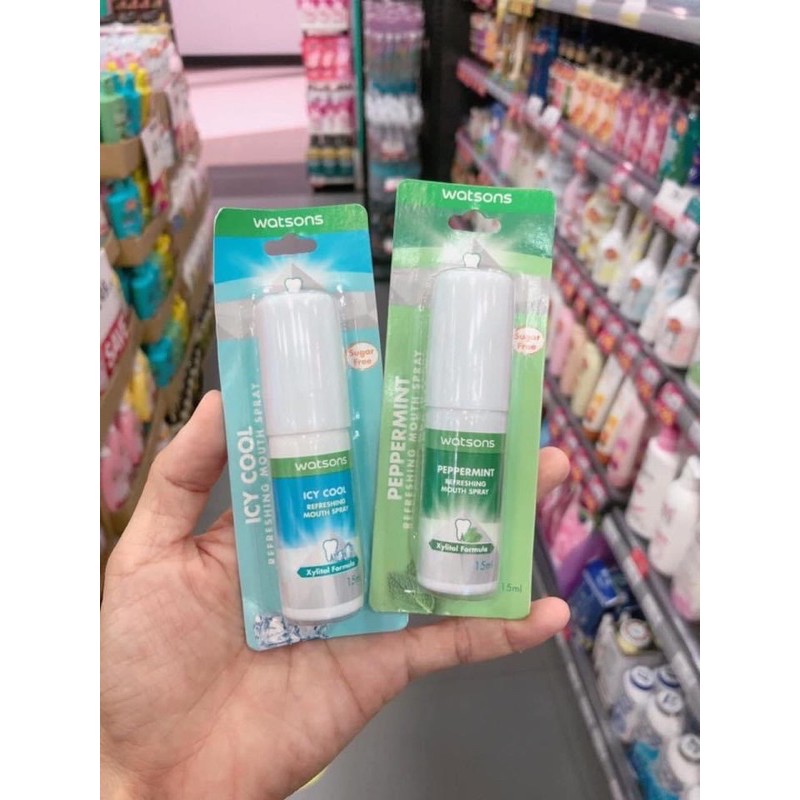 watsons
Sugar
Free
ICY COOL
REFRESHING MOUTH SPRAY
watsons
ICY COOL
REFRESHING
MOUTH SPRAY
Xylitol Formula
15ml
watsons
Sugar
Free
PEPPERMINT
REFRESHING MOUTH SPRAY
watsons
PEPPERMINT
REFRESHING
MOUTH SPRAY
Xylitol Formula
15ml
15ml
SAVE